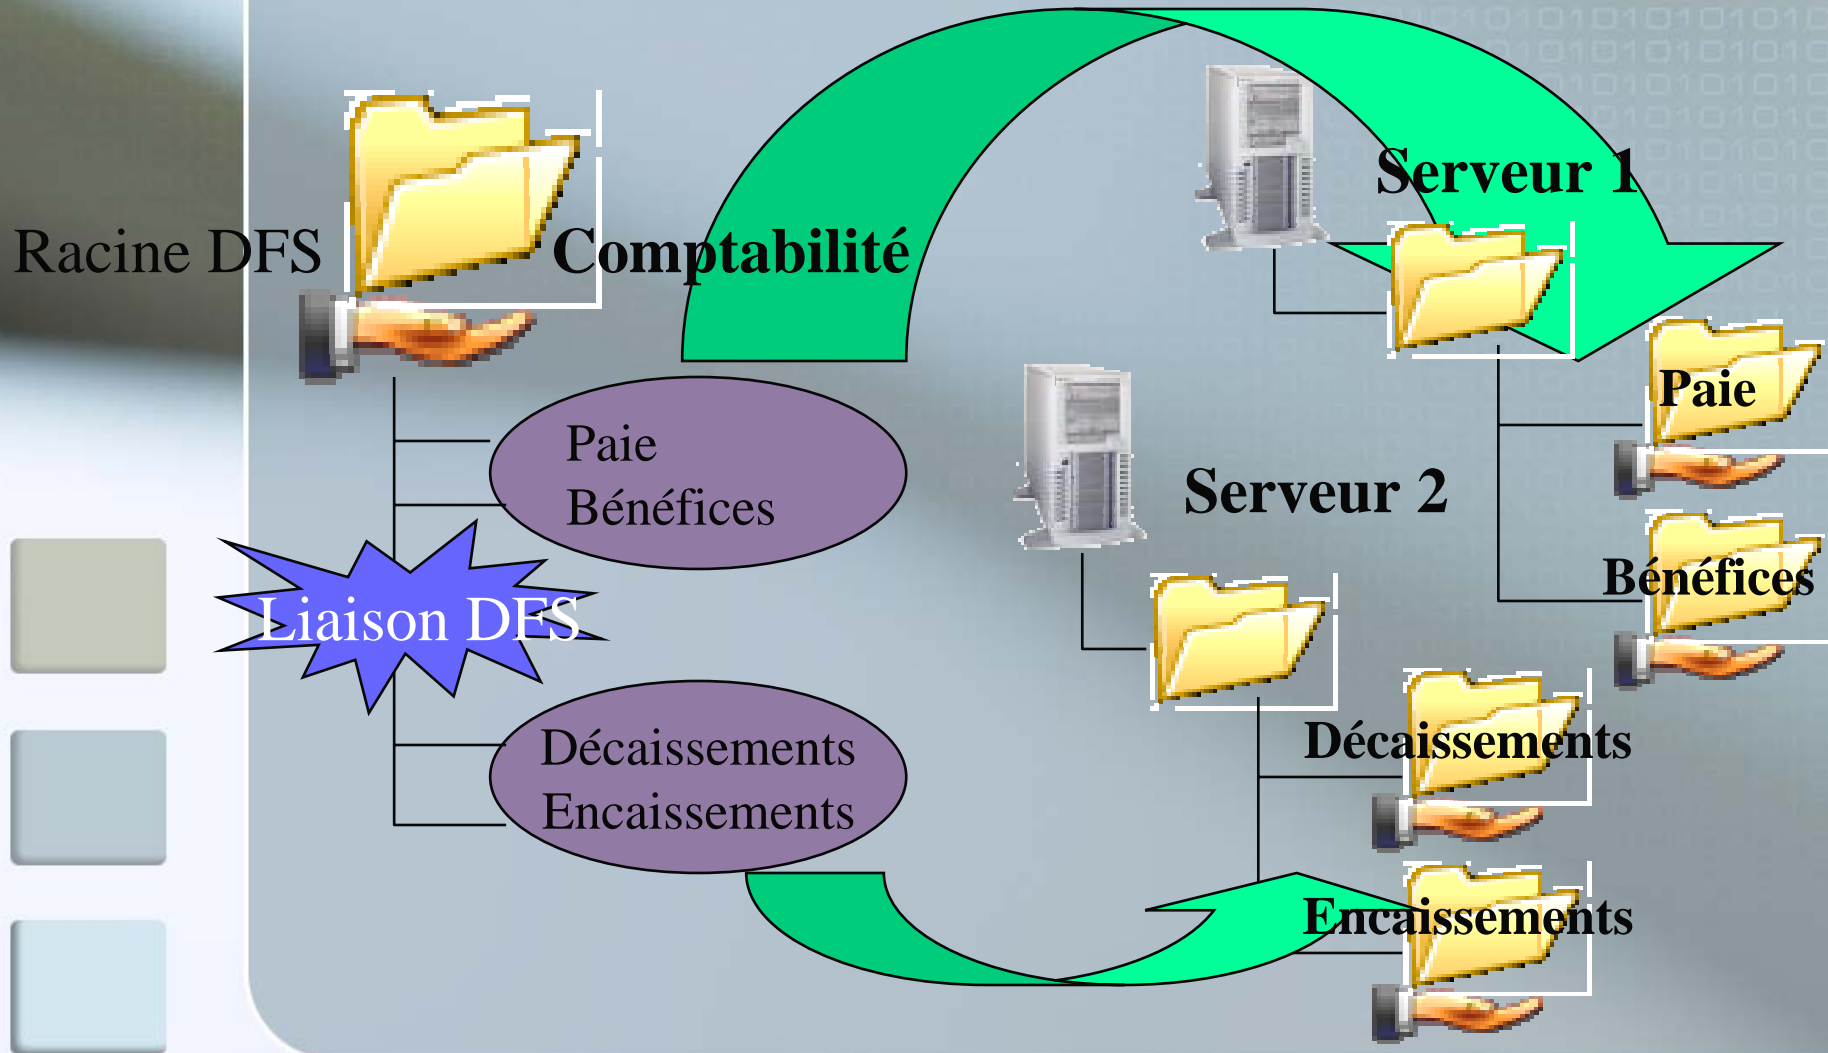 Racine DFS
Comptabilité
Paie
Bénéfices
Liaison DFS
Décaissements
Encaissements
Serveur 1
Paie
Bénéfices
Serveur 2
Décaissements
Encaissements